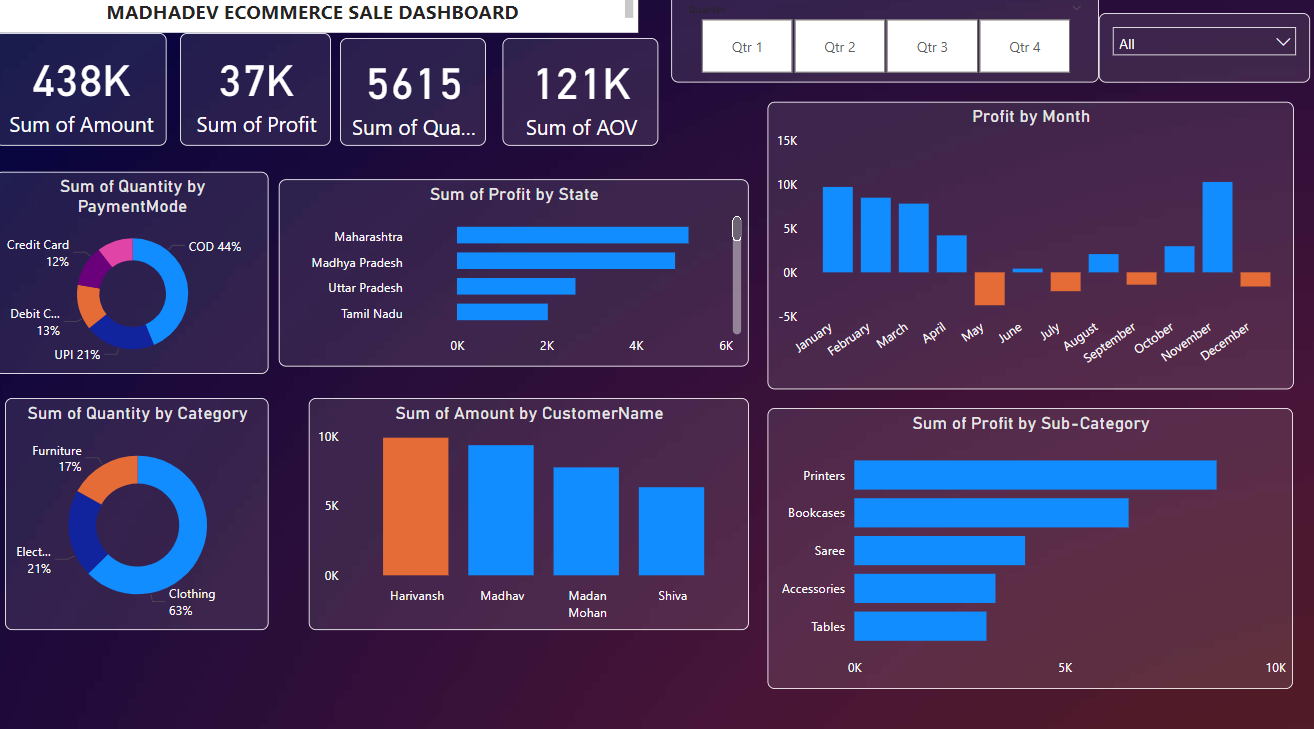 MADHADEV ECOMMERCE SALE DASHBOARD
Qtr 1
Qtr 2
Qtr 3
Qtr 4
All
438K
Sum of Amount
37K
Sum of Profit
5615
Sum of Qua...
121K
Sum of AOV
Sum of Quantity by
PaymentMode
COD 44%
Credit Card
12%
Debit C...
13%
UPI 21%
Sum of Profit by State
Maharashtra
Madhya Pradesh
Uttar Pradesh
Tamil Nadu
0K
2K
4K
6K
Profit by Month
15K
10K
5K
0K
-5K
January
February
March
April
May
June
July
August
September
October
November
December
Sum of Quantity by Category
Furniture
17%
Elect...
21%
Clothing
63%
Sum of Amount by CustomerName
10K
5K
0K
Harivansh
Madhav
Madan
Mohan
Shiva
Sum of Profit by Sub-Category
Printers
Bookcases
Saree
Accessories
Tables
0K
5K
10K